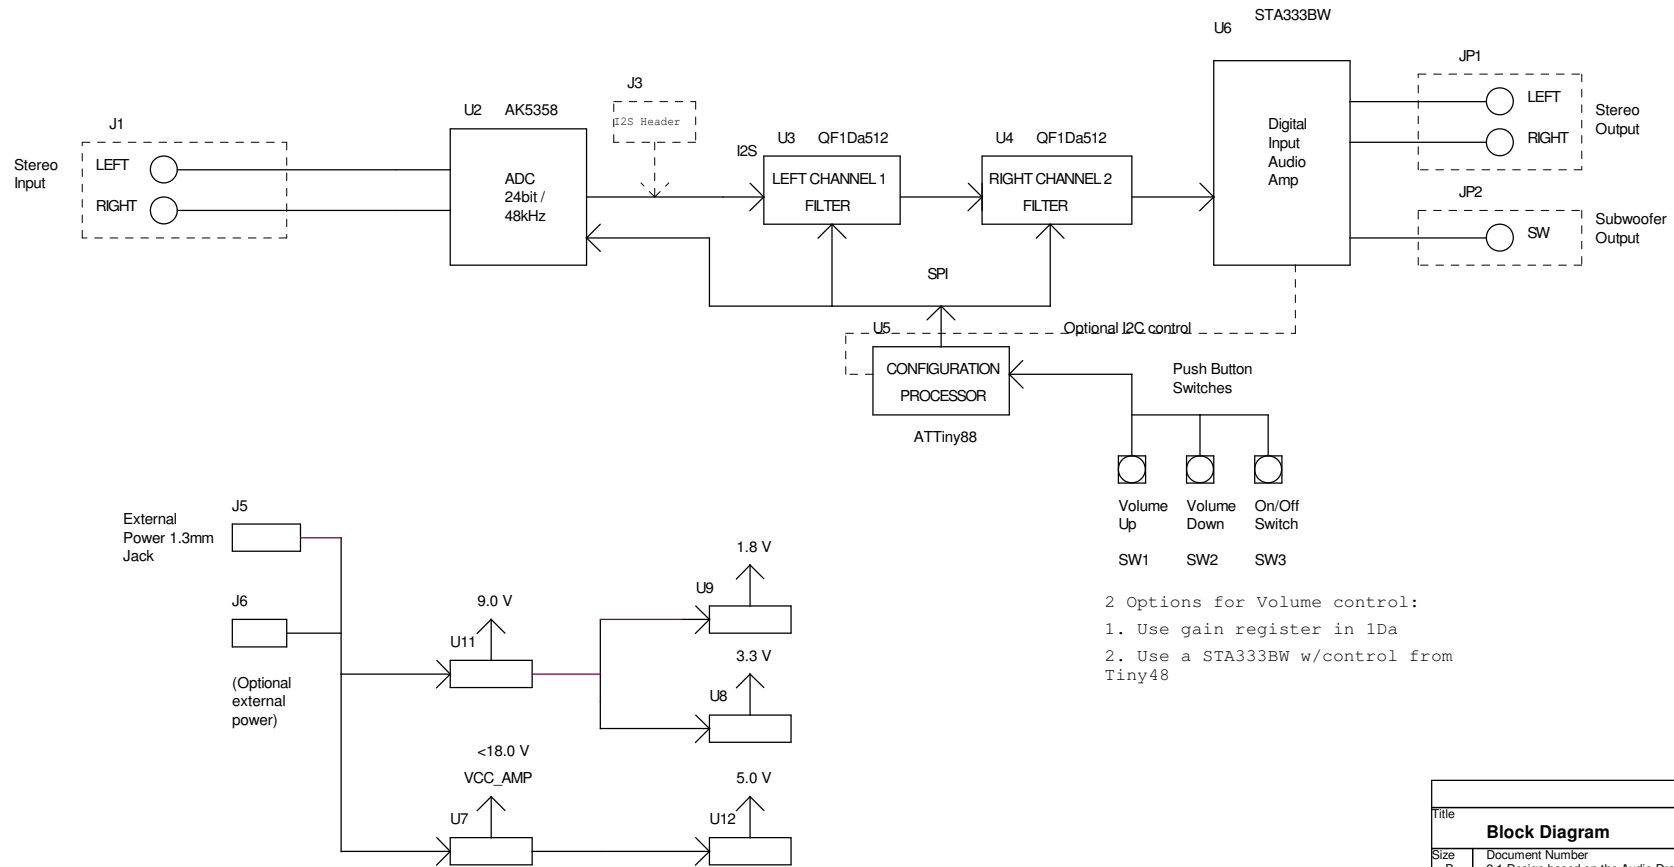 STA333BW
U6
JP1
J3
LEFT
U2 AK5358
Stereo
Output
I2S Header
J1
Digital
Input
Audio
Amp
U3 QF1Da512
U4 QF1Da512
RIGHT
I2S
Stereo
Input
LEFT
ADC
24bit /
48kHz
LEFT CHANNEL 1
FILTER
RIGHT CHANNEL 2
FILTER
JP2
RIGHT
SW
Subwoofer
Output
SPI
U5
Optional I2C control
CONFIGURATION
PROCESSOR
Push Button
Switches
ATTiny88
J5
External
Power 1.3mm
Jack
Volume
Up
Volume
Down
On/Off
Switch
1.8 V
SW1
SW2
SW3
U9
J6
9.0 V
2 Options for Volume control:
1. Use gain register in 1Da
2. Use a STA333BW w/control from
Tiny48
U11
3.3 V
(Optional
external
power)
U8
<18.0 V
VCC_AMP
5.0 V
U7
U12
Title
Block Diagram
Size
Document Number